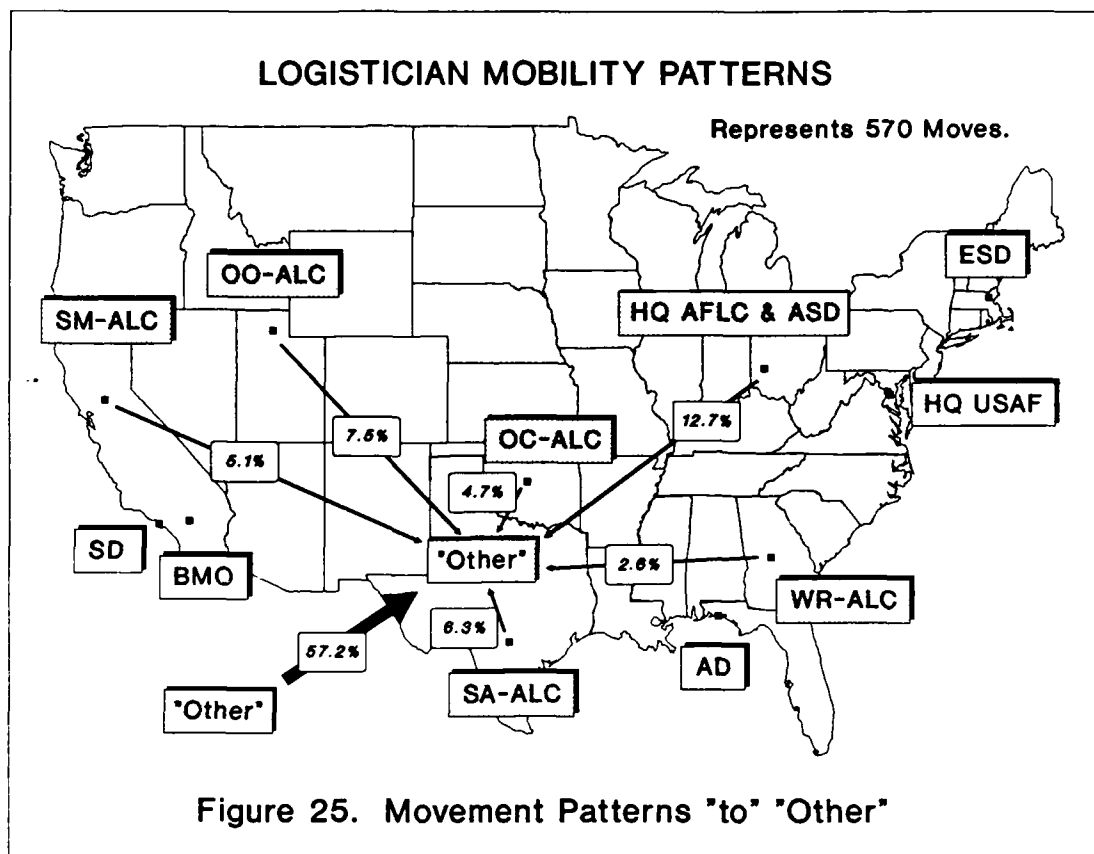 LOGISTICIAN MOBILITY PATTERNS
Represents 570 Moves.
ESD
OO-ALC
HQ AFLC & ASD
SM-ALC
HQ USAF
12.7%
7.5%
OC-ALC
5.1%
4.7%
SD
"Other"
2.6%
BMO
WR-ALC
6.3%
57.2%
AD
SA-ALC
"Other"
Figure 25. Movement Patterns "to" "Other"